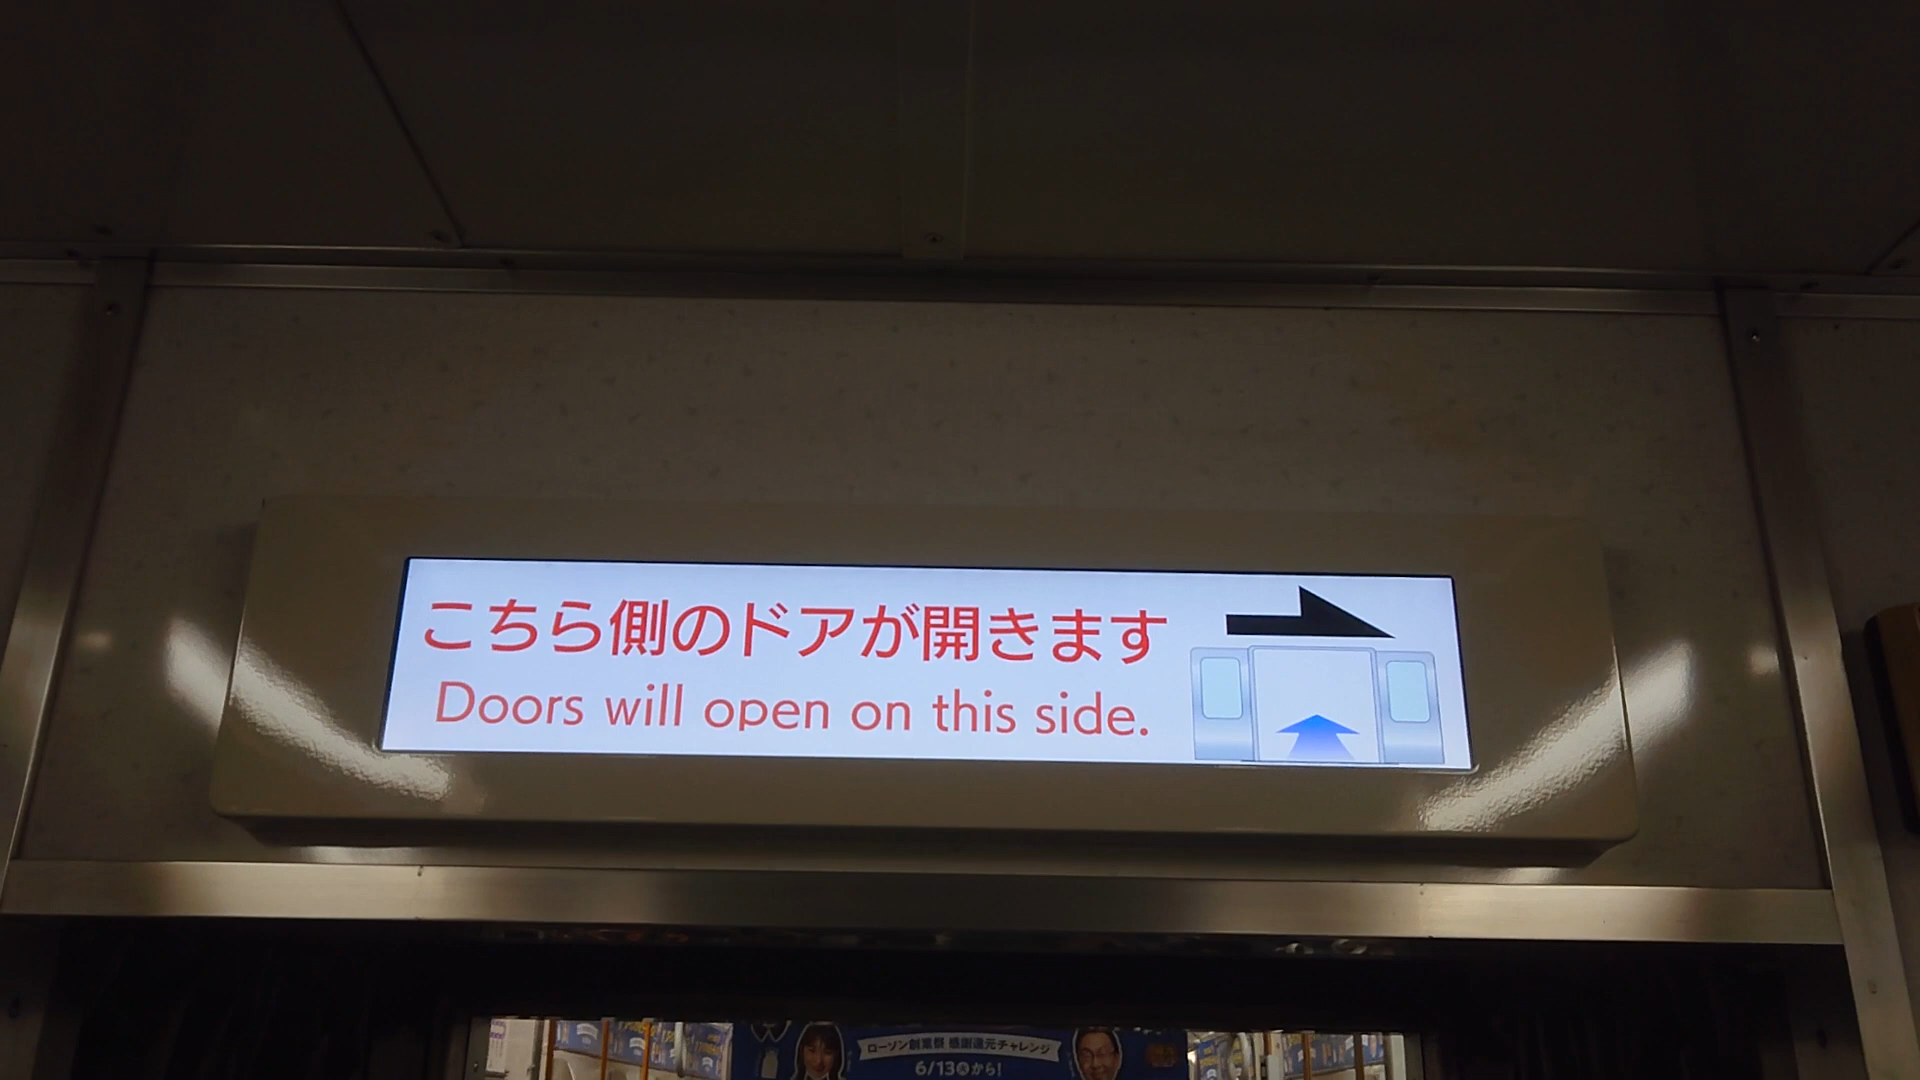 こちら側のドアが開きます
Doors will open on this side.
ローソン創業祭 感謝還元チャレンジ
6/13㊋から!